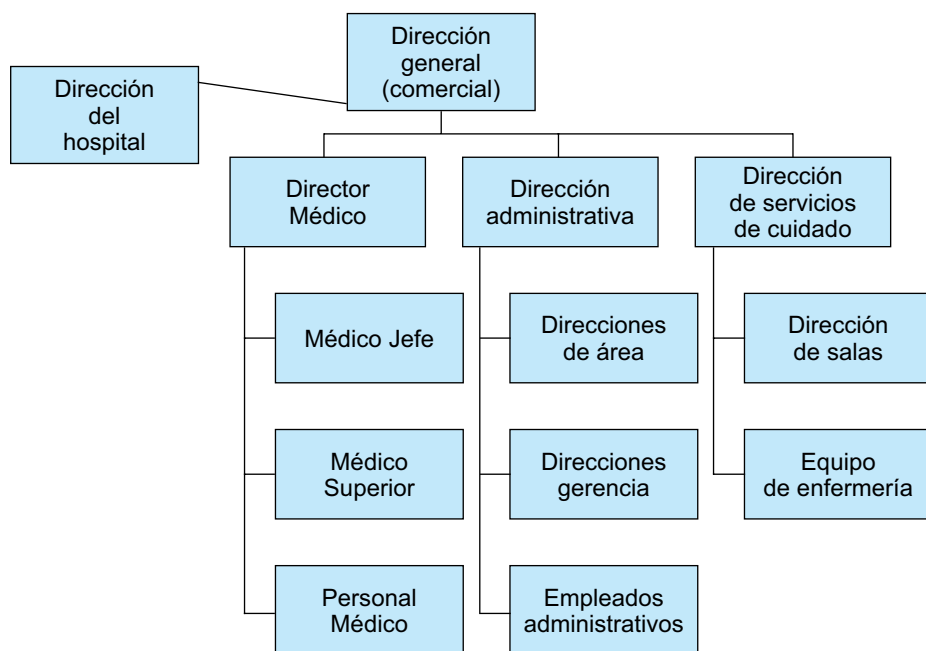 Dirección
general
(comercial)
Dirección
del
hospital
Director
Médico
Dirección
administrativa
Dirección
de servicios
de cuidado
Médico Jefe
Direcciones
de área
Dirección
de salas
Médico
Superior
Direcciones
gerencia
Equipo
de enfermería
Personal
Médico
Empleados
administrativos